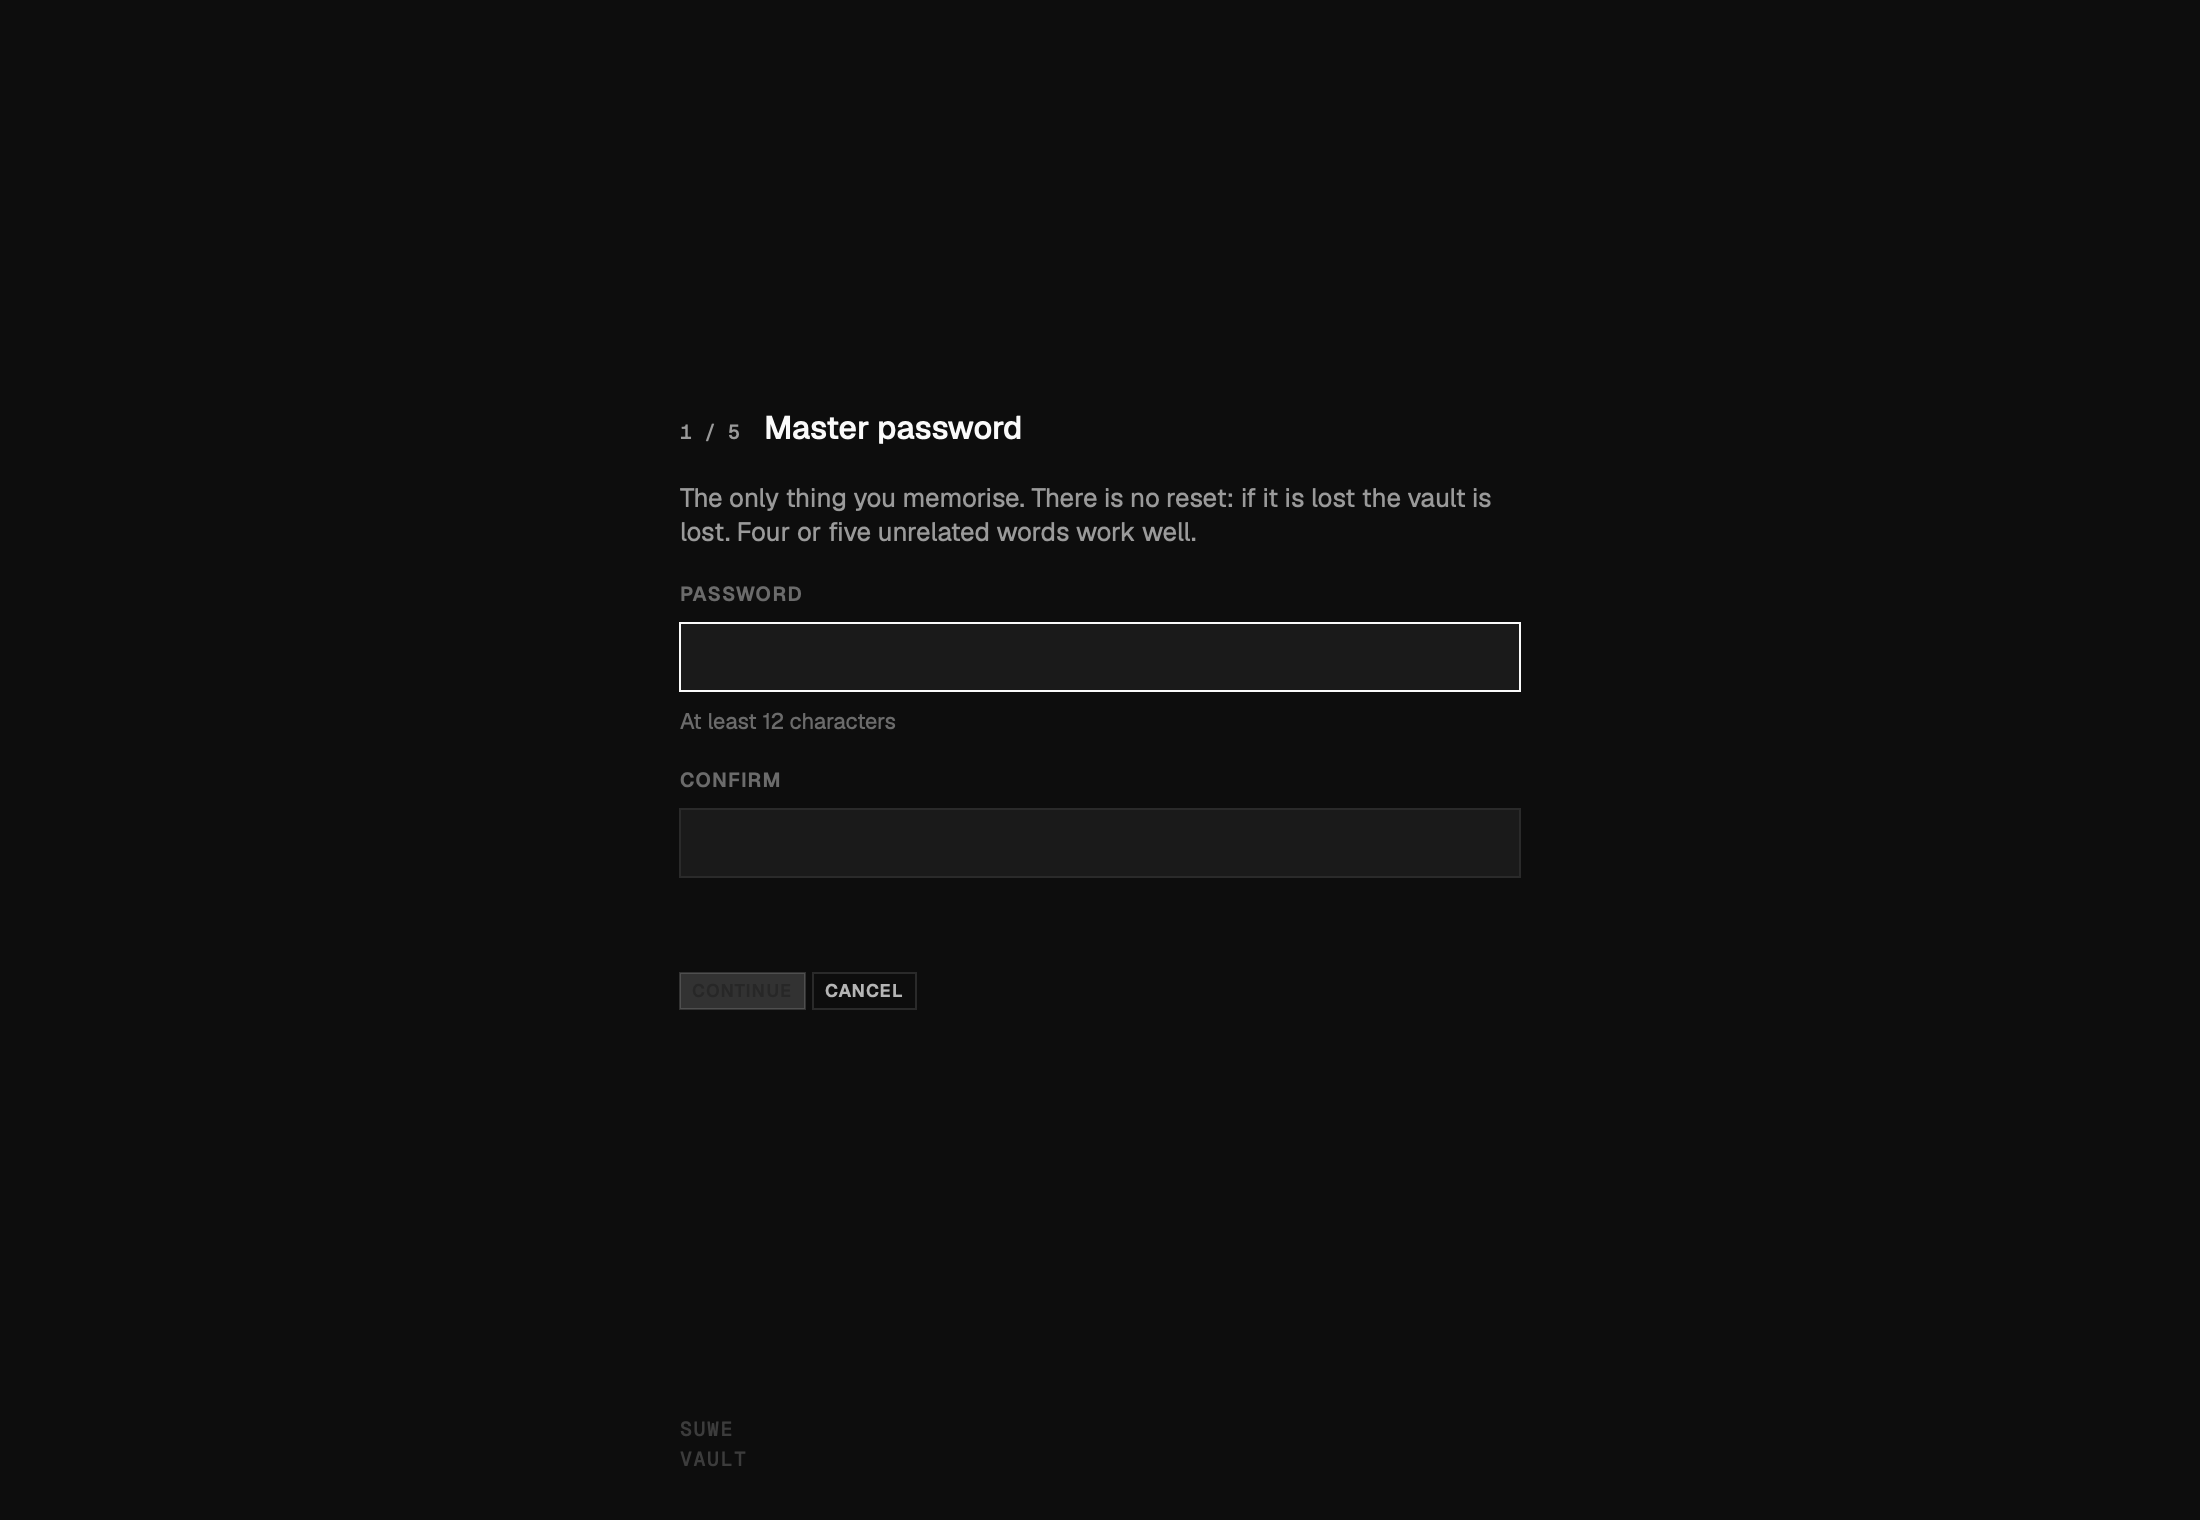 1 / 5 Master password
The only thing you memorise. There is no reset: if it is lost the vault is
lost. Four or five unrelated words work well.
PASSWORD
At least 12 characters
CONFIRM
CONTINUE CANCEL
SUWE
VAULT